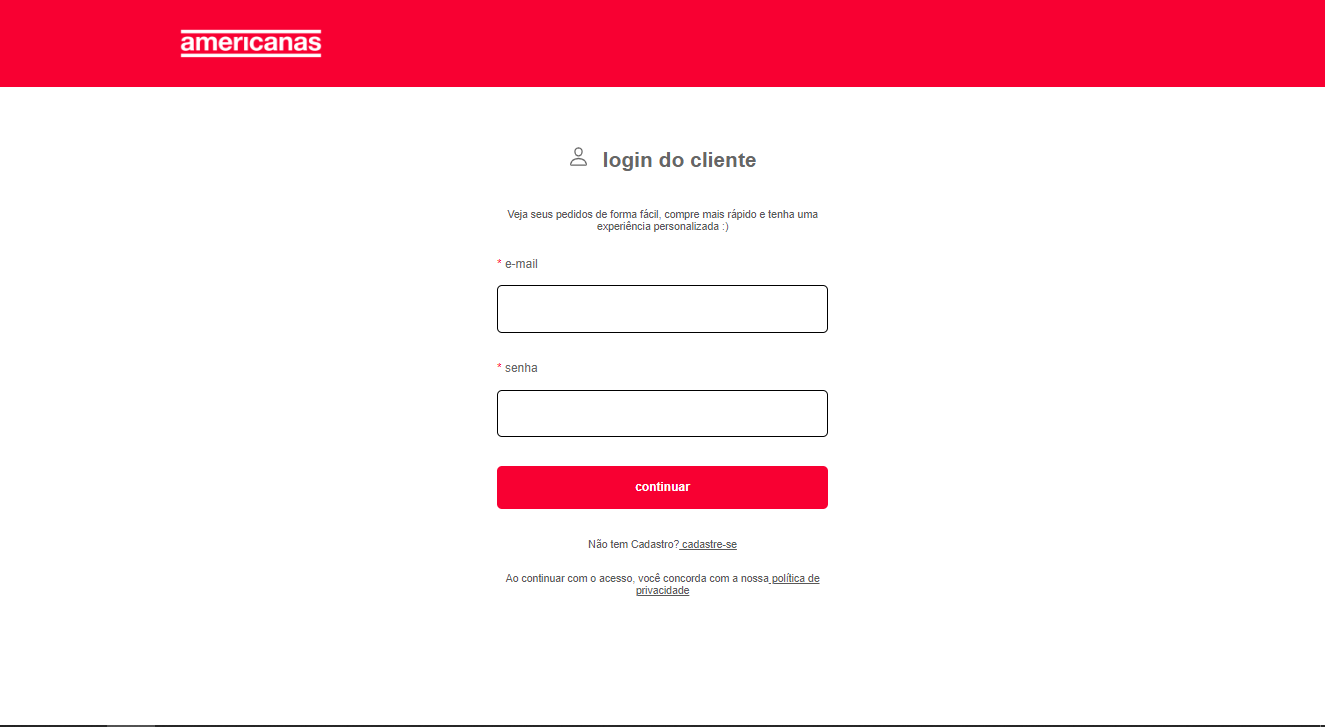 americanas
login do cliente
Veja seus pedidos de forma fácil, compre mais rápido e tenha uma
experiência personalizada :)
* e-mail
* senha
continuar
Não tem Cadastro? cadastre-se
Ao continuar com o acesso, você concorda com a nossa política de
privacidade